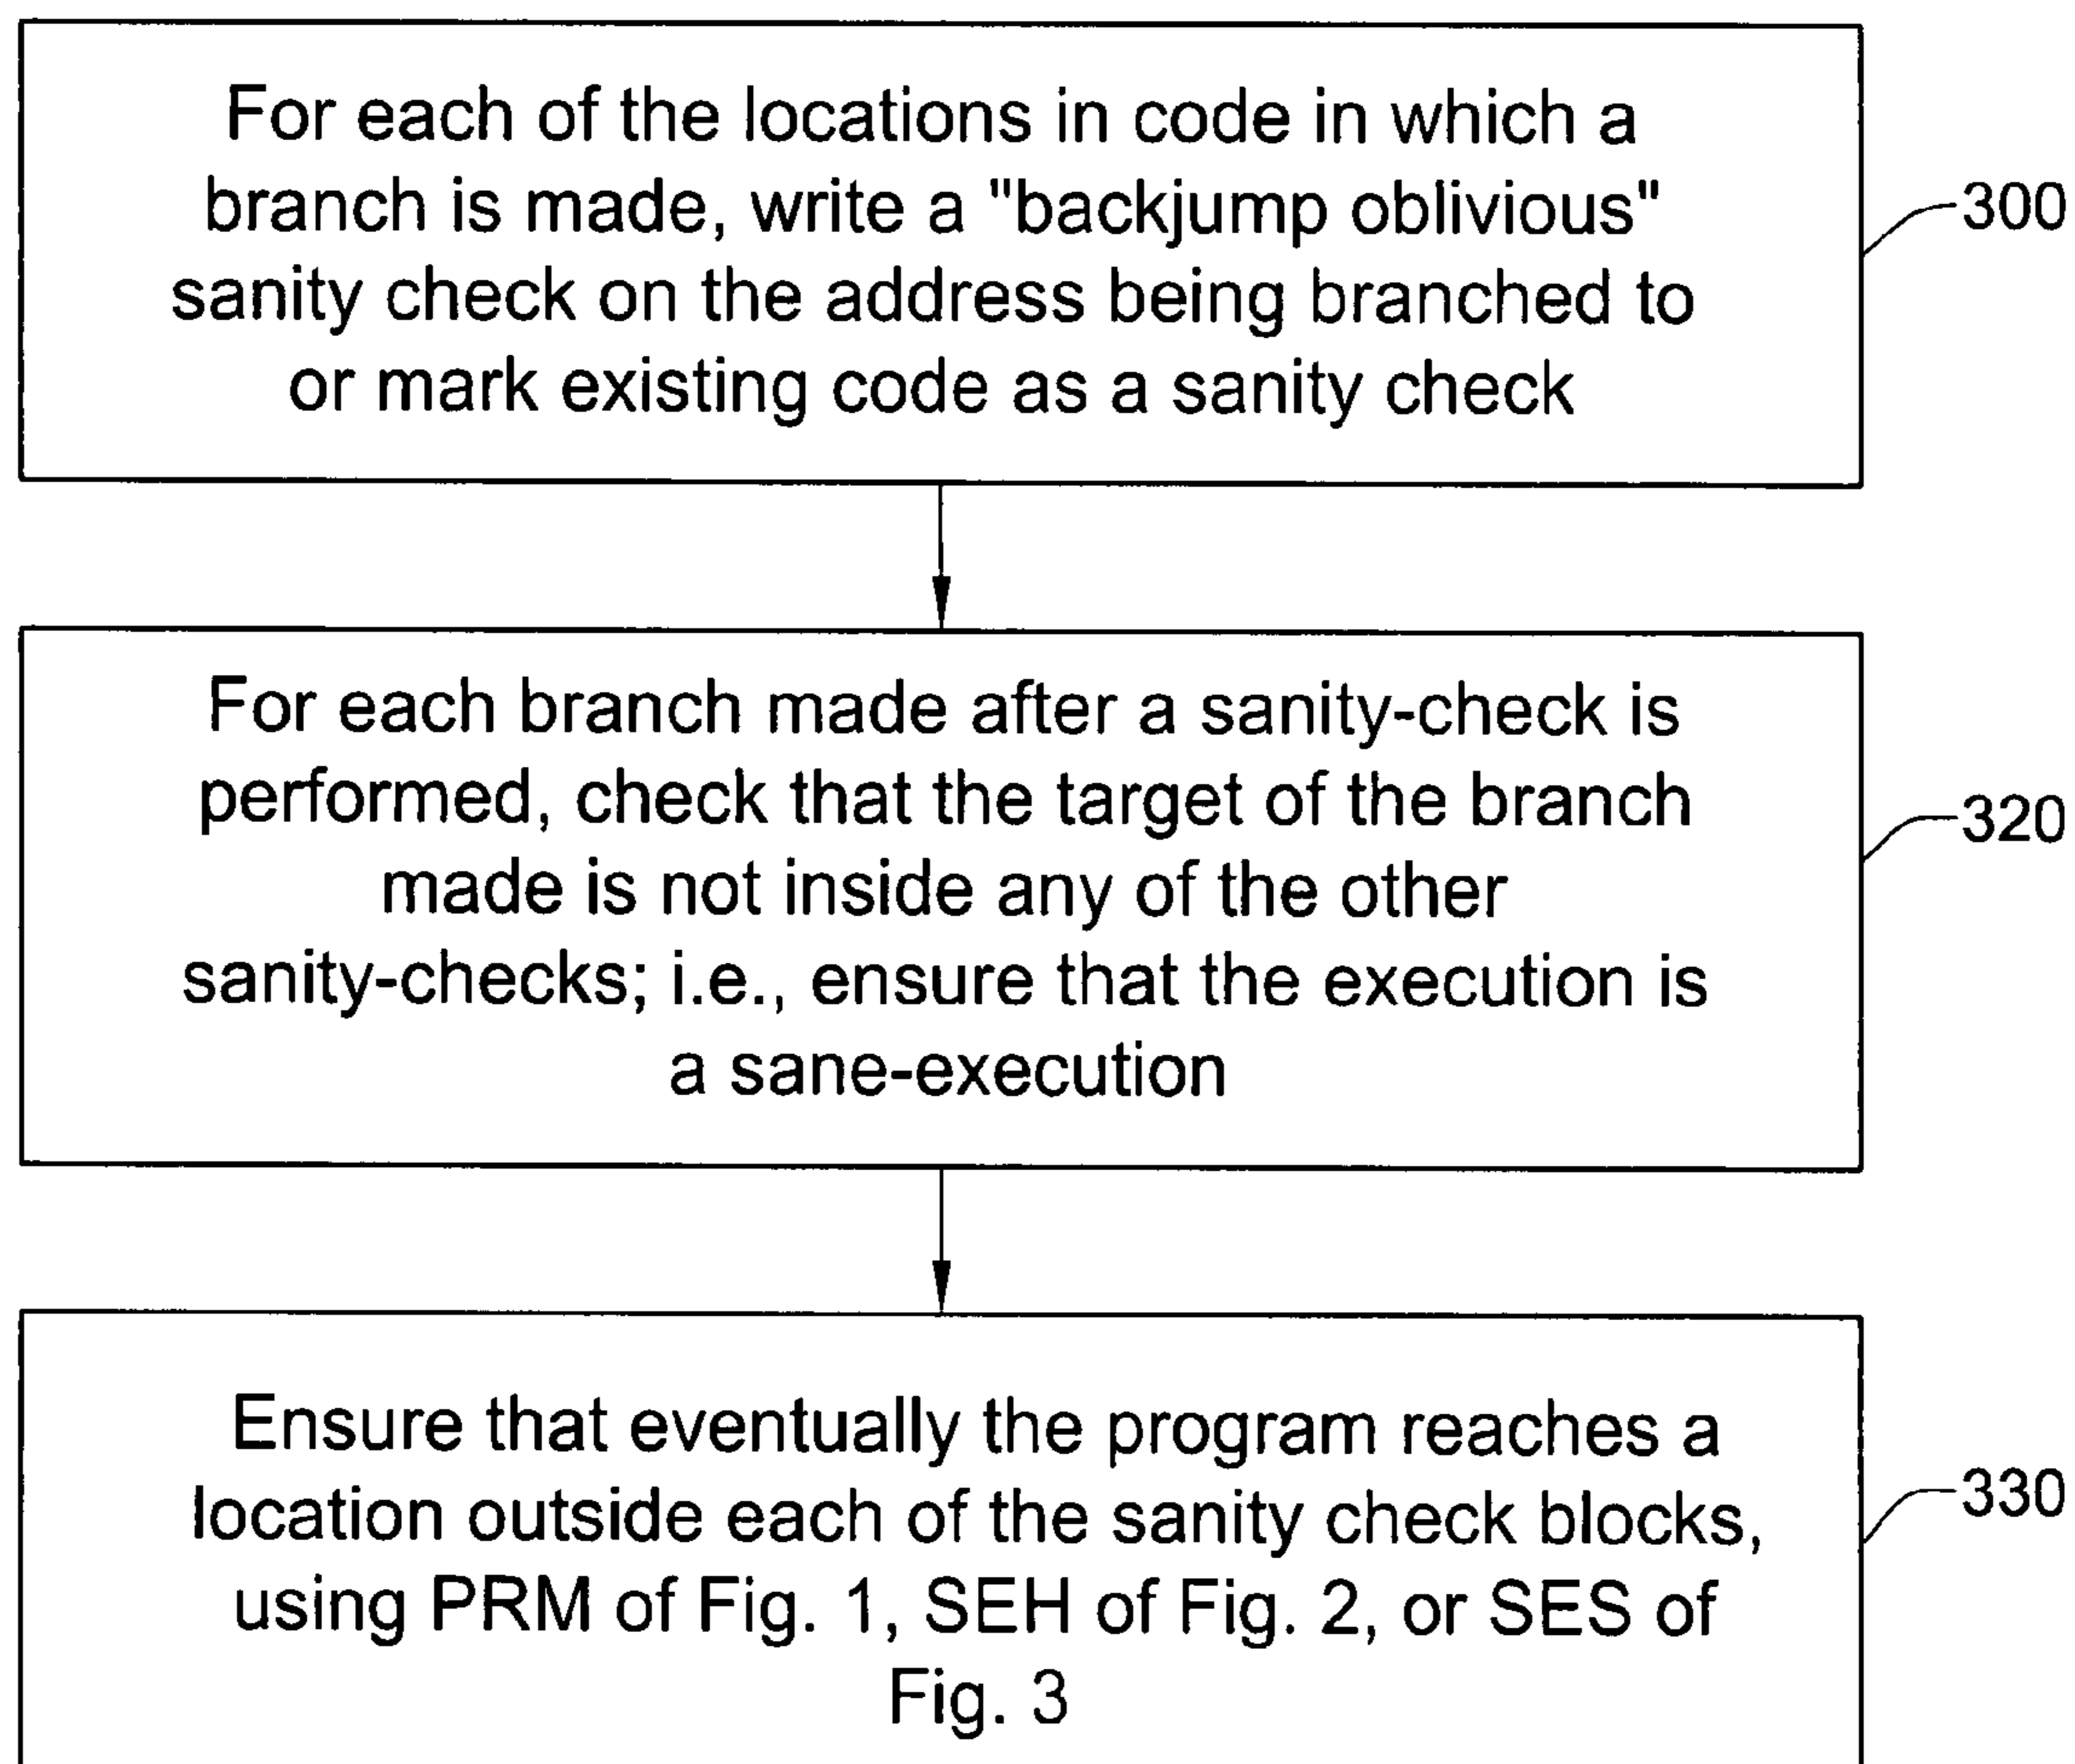 For each of the locations in code in which a
branch is made, write a "backjump oblivious"
sanity check on the address being branched to
or mark existing code as a sanity check
300
For each branch made after a sanity-check is
performed, check that the target of the branch
made is not inside any of the other
sanity-checks; i.e., ensure that the execution is
a sane-execution
320
Ensure that eventually the program reaches a
location outside each of the sanity check blocks,
using PRM of Fig. 1, SEH of Fig. 2, or SES of
Fig. 3
330